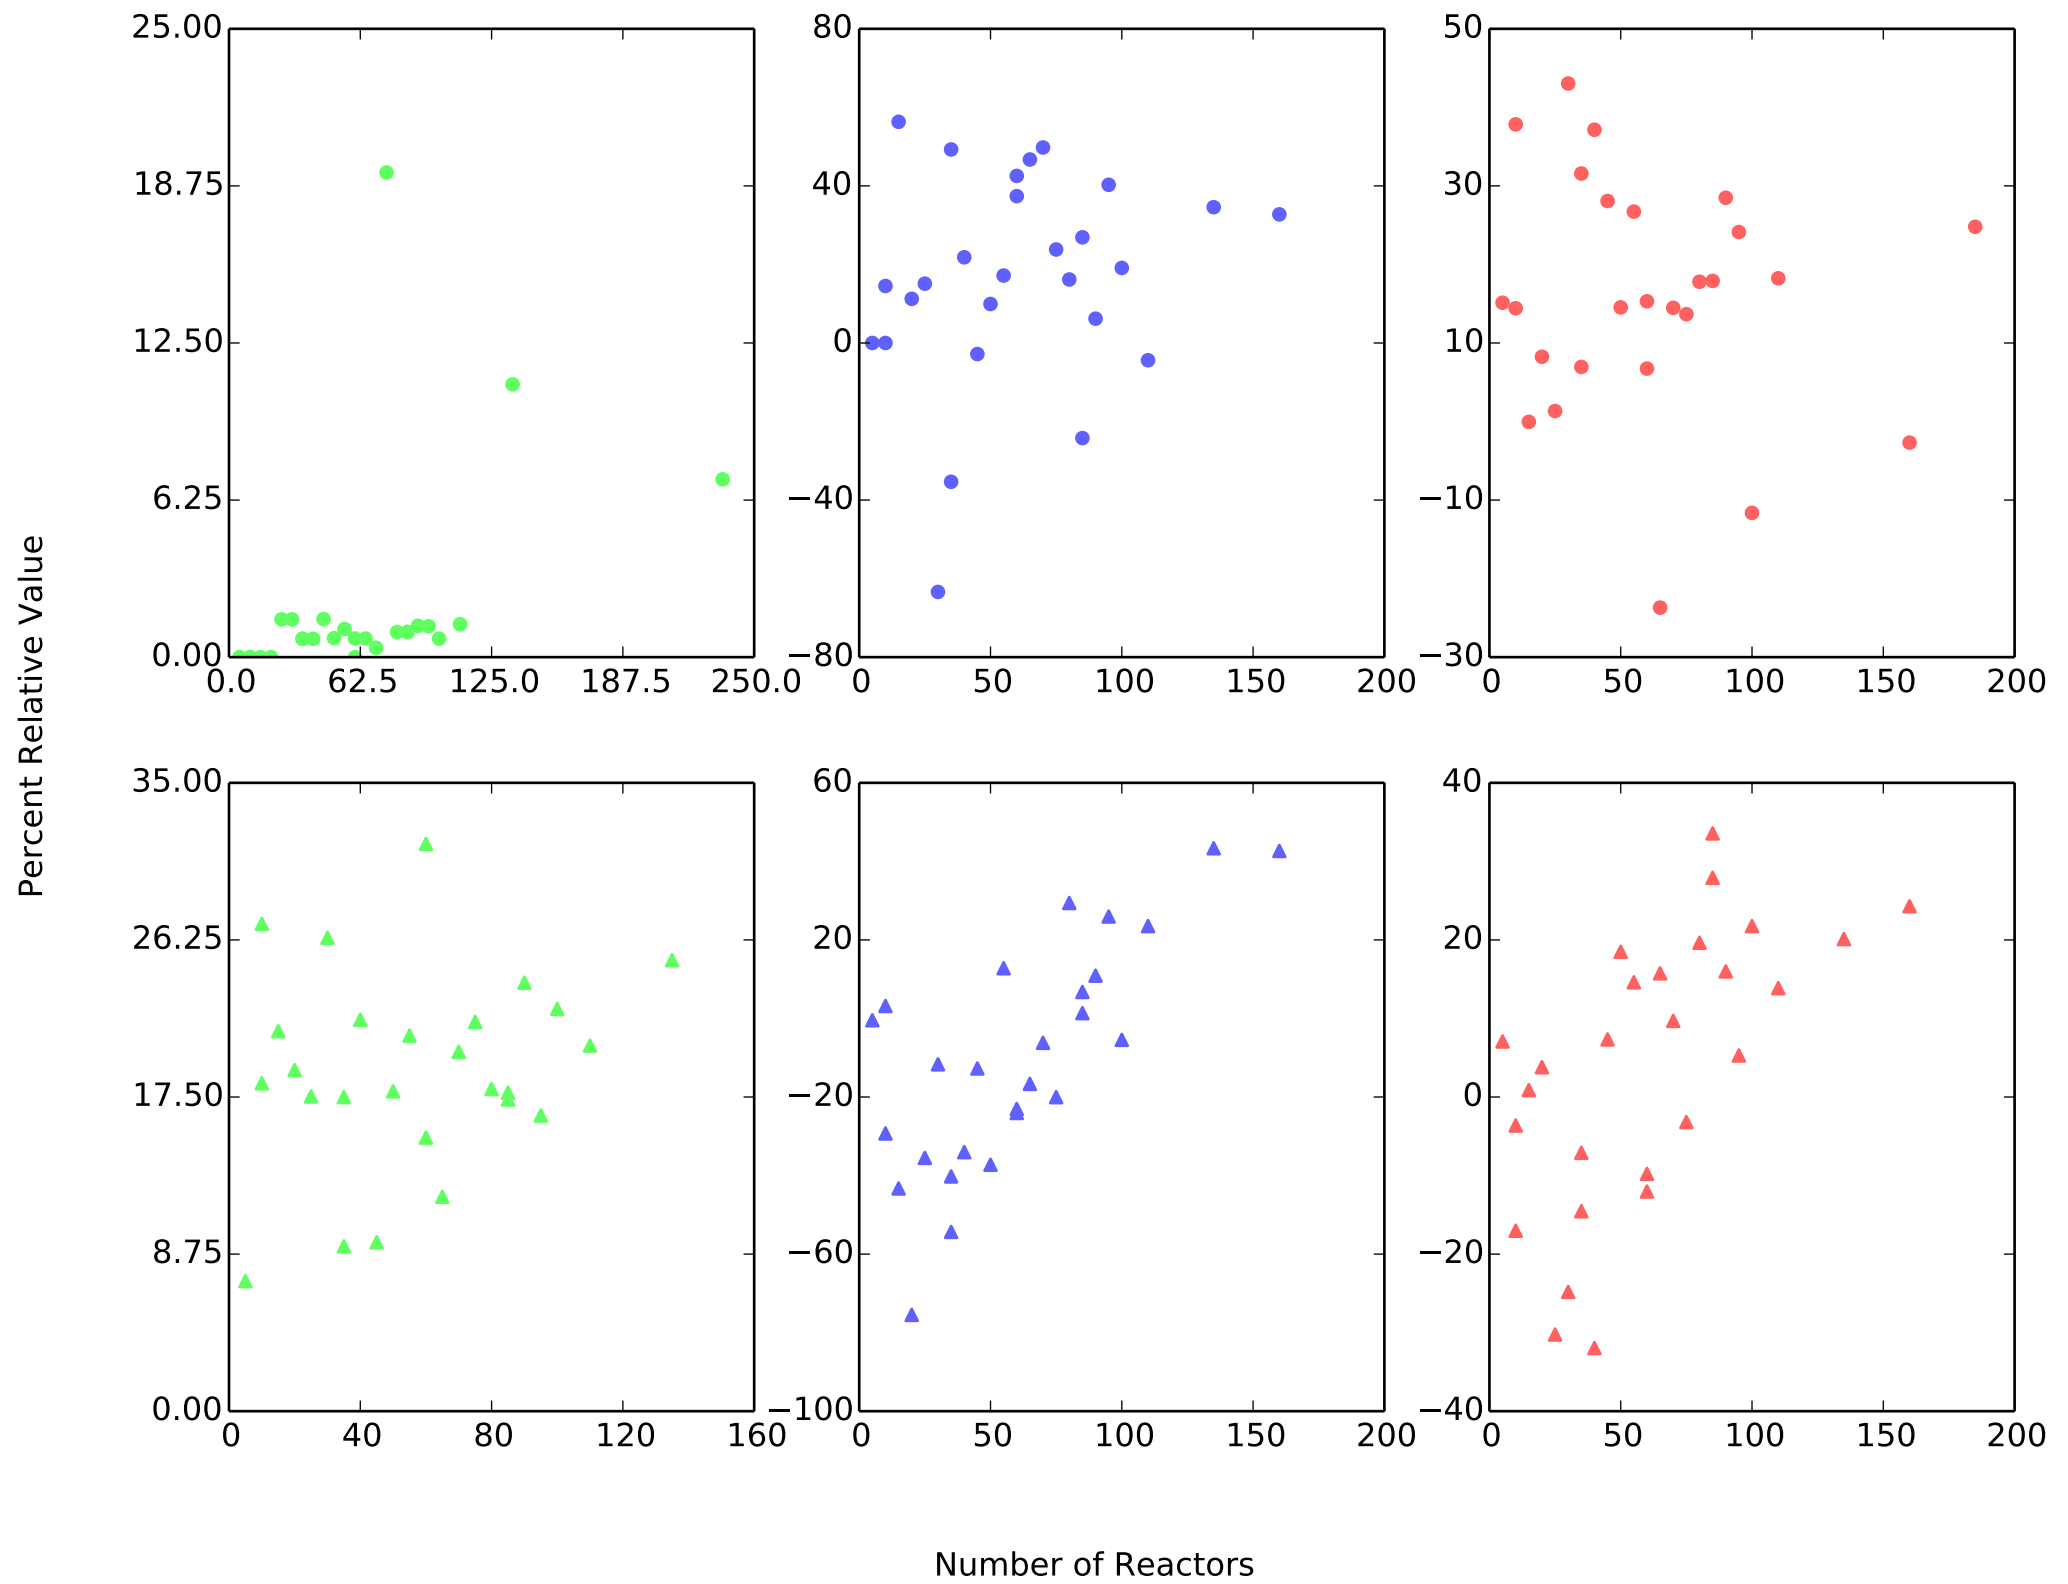 25.00 80 50
18.75 40 30
12.50 0 10
6.25 −40 −10
0.00 −80 −30
0.0 62.5 125.0 187.5 250.0 0 50 100 150 200 0 50 100 150 200
Percent Relative Value
35.00 60 40
26.25 20 20
17.50 −20 0
8.75 −60 −20
0.00 −100 −40
0 40 80 120 160 0 50 100 150 200 0 50 100 150 200
Number of Reactors